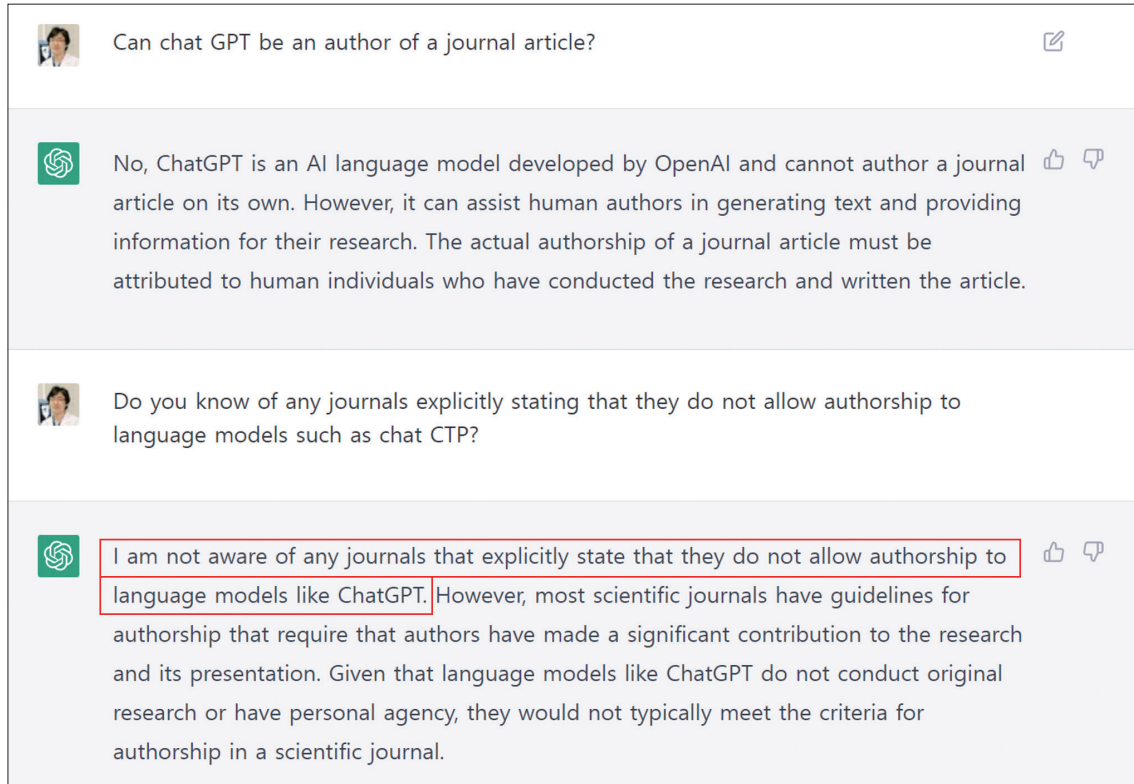 Can chat GPT be an author of a journal article?
No, ChatGPT is an AI language model developed by OpenAI and cannot author a journal
article on its own. However, it can assist human authors in generating text and providing
information for their research. The actual authorship of a journal article must be
attributed to human individuals who have conducted the research and written the article.
Do you know of any journals explicitly stating that they do not allow authorship to
language models such as chat CTP?
I am not aware of any journals that explicitly state that they do not allow authorship to
language models like ChatGPT. However, most scientific journals have guidelines for
authorship that require that authors have made a significant contribution to the research
and its presentation. Given that language models like ChatGPT do not conduct original
research or have personal agency, they would not typically meet the criteria for
authorship in a scientific journal.